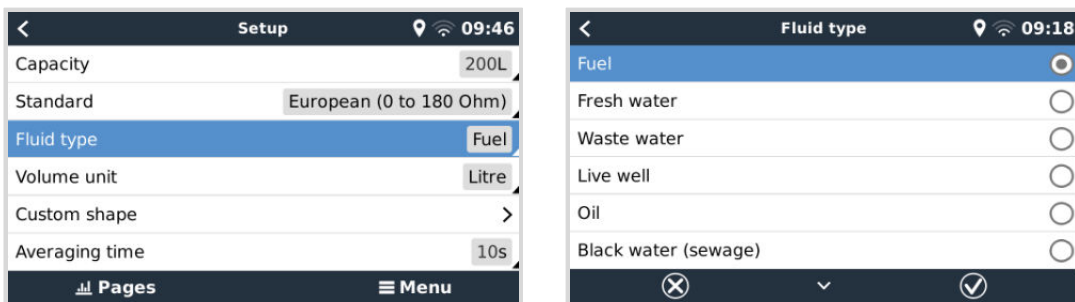 Setup 09:46
Capacity 200L
Standard European (0 to 180 Ohm)
Fluid type Fuel
Volume unit Litre
Custom shape
Averaging time 10s
Pages Menu
Fluid type 09:18
Fuel
Fresh water
Waste water
Live well
Oil
Black water (sewage)